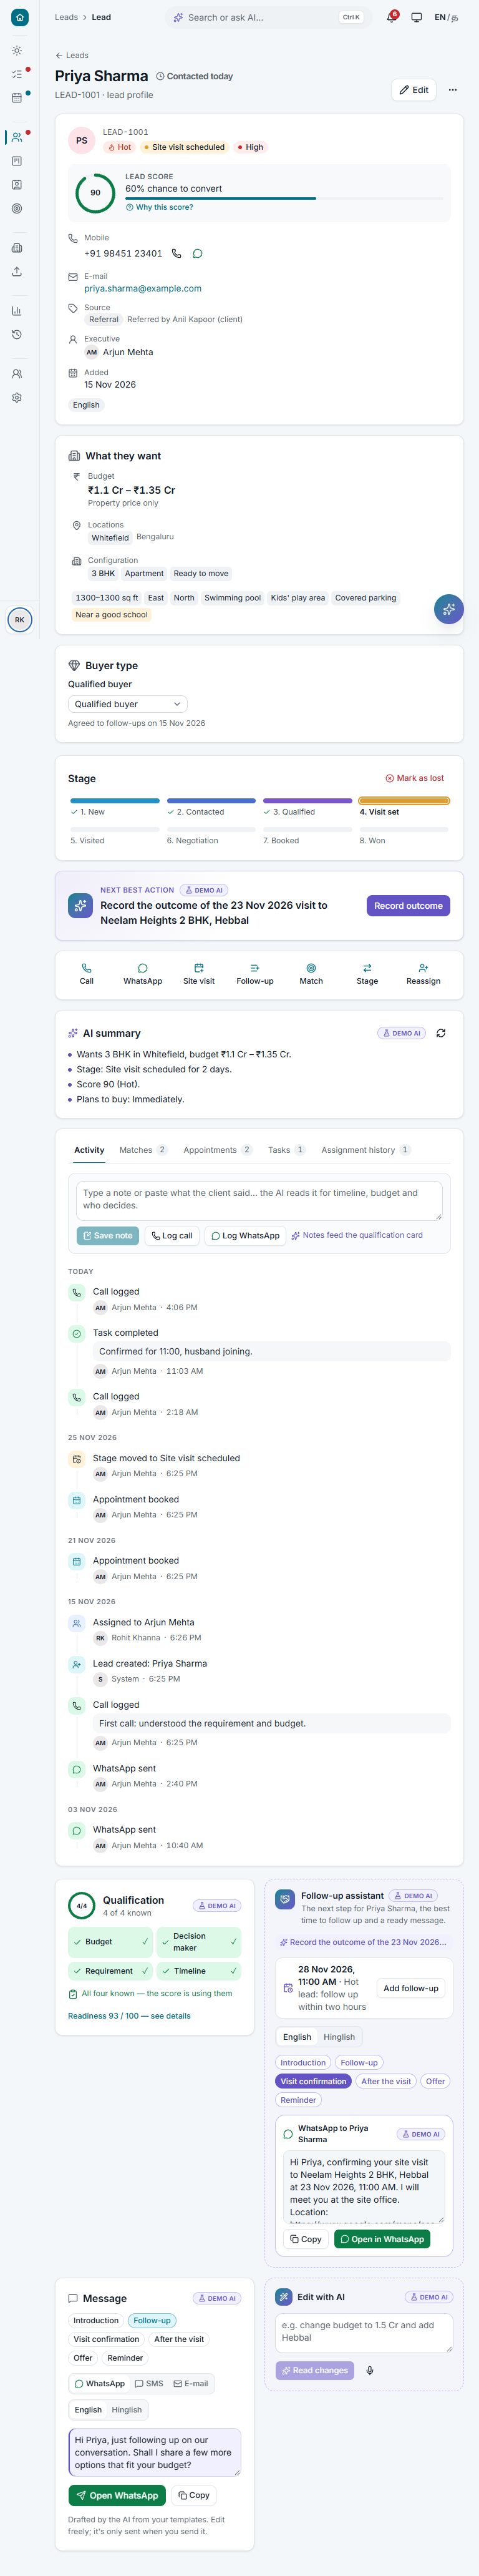 Leads > Lead
Search or ask AI...
Ctrl K
6
EN / த
Leads
Priya Sharma
Contacted today
LEAD-1001 · lead profile
Edit
PS
LEAD-1001
Hot
Site visit scheduled
High
90
LEAD SCORE
60% chance to convert
Why this score?
Mobile
+91 98451 23401
E-mail
priya.sharma@example.com
Source
Referral
Referred by Anil Kapoor (client)
Executive
AM Arjun Mehta
Added
15 Nov 2026
English
What they want
Budget
₹1.1 Cr – ₹1.35 Cr
Property price only
Locations
Whitefield Bengaluru
Configuration
3 BHK Apartment Ready to move
1300–1300 sq ft East North Swimming pool Kids' play area Covered parking
Near a good school
RK
Buyer type
Qualified buyer
Qualified buyer
Agreed to follow-ups on 15 Nov 2026
Stage
Mark as lost
1. New
2. Contacted
3. Qualified
4. Visit set
5. Visited
6. Negotiation
7. Booked
8. Won
NEXT BEST ACTION DEMO AI
Record the outcome of the 23 Nov 2026 visit to
Neelam Heights 2 BHK, Hebbal
Record outcome
Call
WhatsApp
Site visit
Follow-up
Match
Stage
Reassign
AI summary
DEMO AI
Wants 3 BHK in Whitefield, budget ₹1.1 Cr – ₹1.35 Cr.
Stage: Site visit scheduled for 2 days.
Score 90 (Hot).
Plans to buy: Immediately.
Activity
Matches 2
Appointments 2
Tasks 1
Assignment history 1
Type a note or paste what the client said... the AI reads it for timeline, budget and
who decides.
Save note
Log call
Log WhatsApp
Notes feed the qualification card
TODAY
Call logged
AM Arjun Mehta · 4:06 PM
Task completed
Confirmed for 11:00, husband joining.
AM Arjun Mehta · 11:03 AM
Call logged
AM Arjun Mehta · 2:18 AM
25 NOV 2026
Stage moved to Site visit scheduled
AM Arjun Mehta · 6:25 PM
Appointment booked
AM Arjun Mehta · 6:25 PM
21 NOV 2026
Appointment booked
AM Arjun Mehta · 6:25 PM
15 NOV 2026
Assigned to Arjun Mehta
RK Rohit Khanna · 6:26 PM
Lead created: Priya Sharma
S System · 6:25 PM
Call logged
First call: understood the requirement and budget.
AM Arjun Mehta · 6:25 PM
WhatsApp sent
AM Arjun Mehta · 2:40 PM
03 NOV 2026
WhatsApp sent
AM Arjun Mehta · 10:40 AM
4/4
Qualification
4 of 4 known
DEMO AI
Budget
Decision
maker
Requirement
Timeline
All four known — the score is using them
Readiness 93 / 100 — see details
Follow-up assistant DEMO AI
The next step for Priya Sharma, the best
time to follow up and a ready message.
Record the outcome of the 23 Nov 2026...
28 Nov 2026,
11:00 AM · Hot
lead: follow up
within two hours
Add follow-up
English Hinglish
Introduction Follow-up
Visit confirmation After the visit Offer
Reminder
WhatsApp to Priya
Sharma
DEMO AI
Hi Priya, confirming your site visit
to Neelam Heights 2 BHK, Hebbal
at 23 Nov 2026, 11:00 AM. I will
meet you at the site office.
Location:
Copy
Open in WhatsApp
Message
DEMO AI
Introduction Follow-up
Visit confirmation After the visit
Offer Reminder
WhatsApp SMS E-mail
English Hinglish
Hi Priya, just following up on our
conversation. Shall I share a few more
options that fit your budget?
Open WhatsApp
Copy
Drafted by the AI from your templates. Edit
freely; it's only sent when you send it.
Edit with AI
DEMO AI
e.g. change budget to 1.5 Cr and add
Hebbal
Read changes